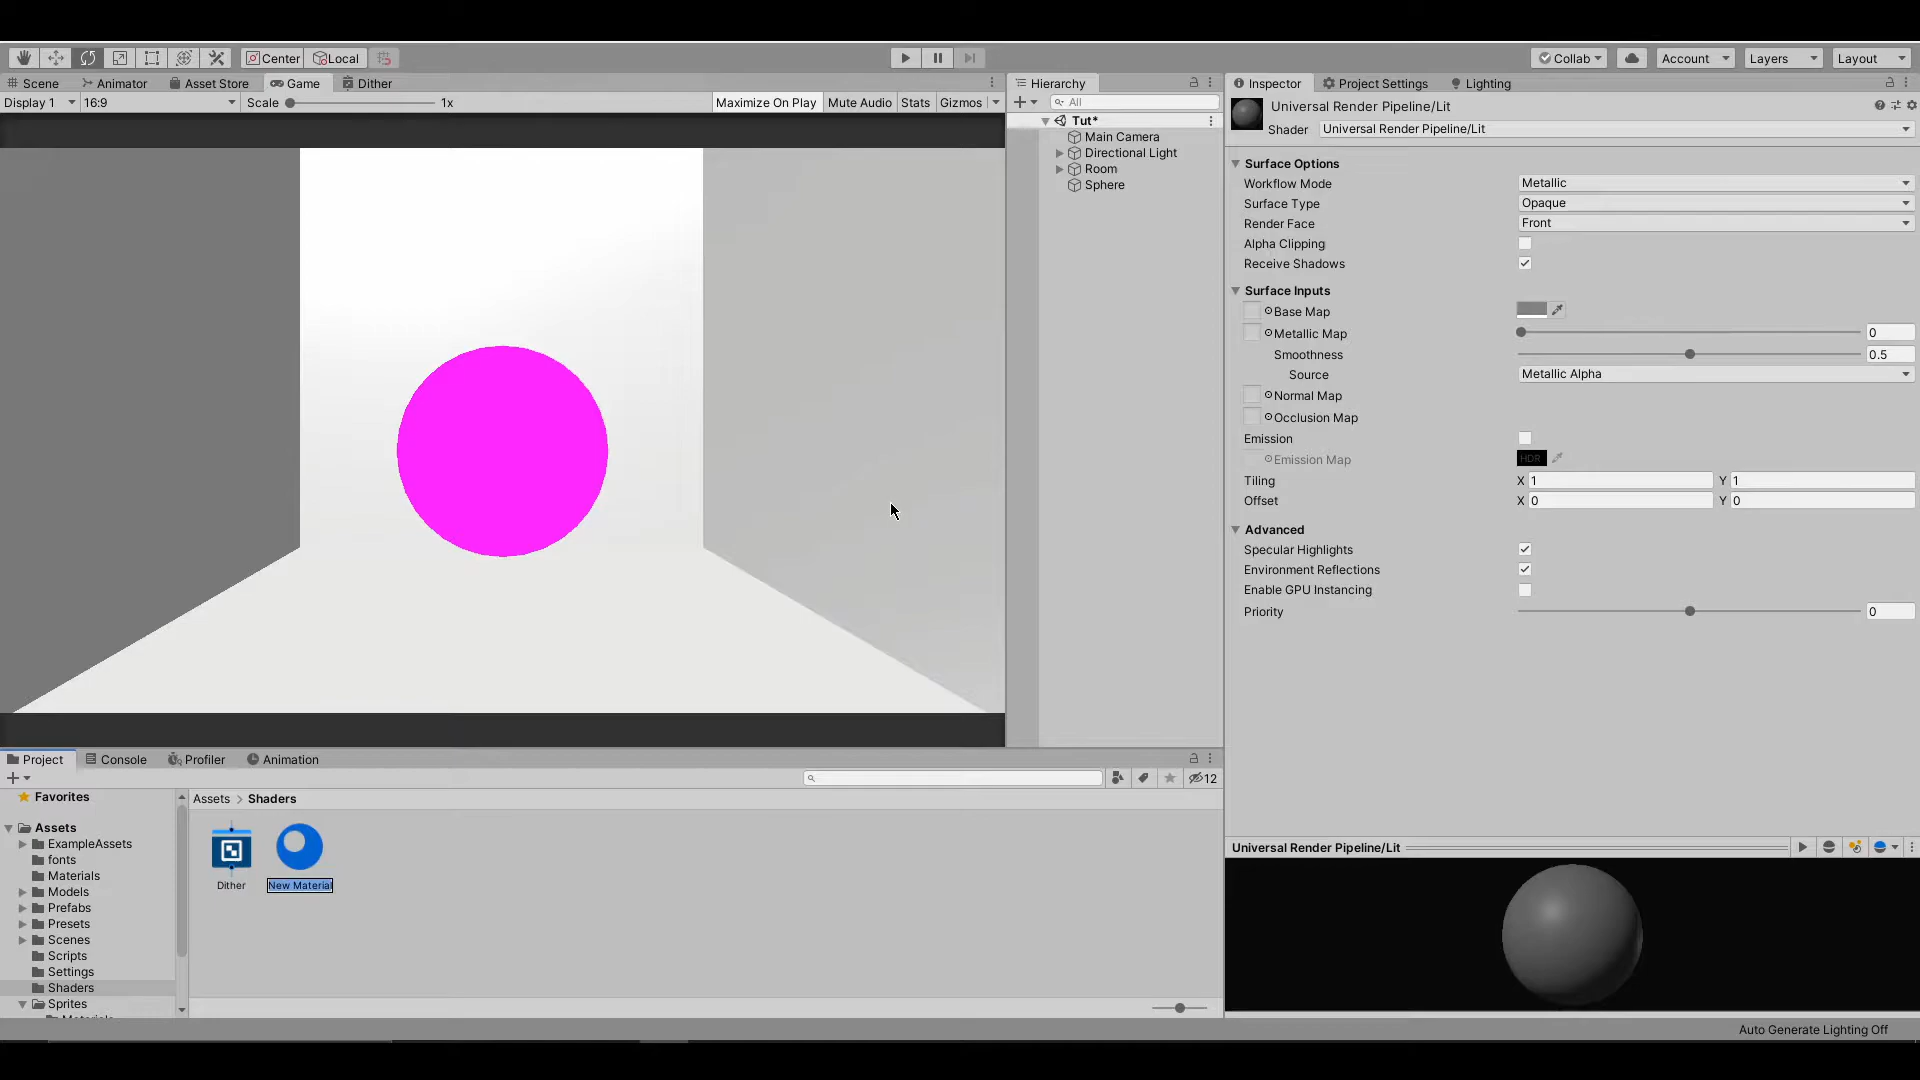 Center
Local
Collab
Account
Layers
Layout
Scene
Animator
Asset Store
Game
Dither
Display 1
16:9
Scale
1x
Maximize On Play
Mute Audio
Stats
Gizmos
Hierarchy
All
Tut*
Main Camera
Directional Light
Room
Sphere
Inspector
Project Settings
Lighting
Universal Render Pipeline/Lit
Shader
Universal Render Pipeline/Lit
Surface Options
Workflow Mode
Metallic
Surface Type
Opaque
Render Face
Front
Alpha Clipping
Receive Shadows
Surface Inputs
Base Map
Metallic Map
0
Smoothness
0.5
Source
Metallic Alpha
Normal Map
Occlusion Map
Emission
Emission Map
HDR
Tiling
X 1
Y 1
Offset
X 0
Y 0
Advanced
Specular Highlights
Environment Reflections
Enable GPU Instancing
Priority
0
Universal Render Pipeline/Lit
Project
Console
Profiler
Animation
12
Favorites
Assets
ExampleAssets
fonts
Materials
Models
Prefabs
Presets
Scenes
Scripts
Settings
Shaders
Sprites
Assets > Shaders
Dither
New Material
Auto Generate Lighting Off